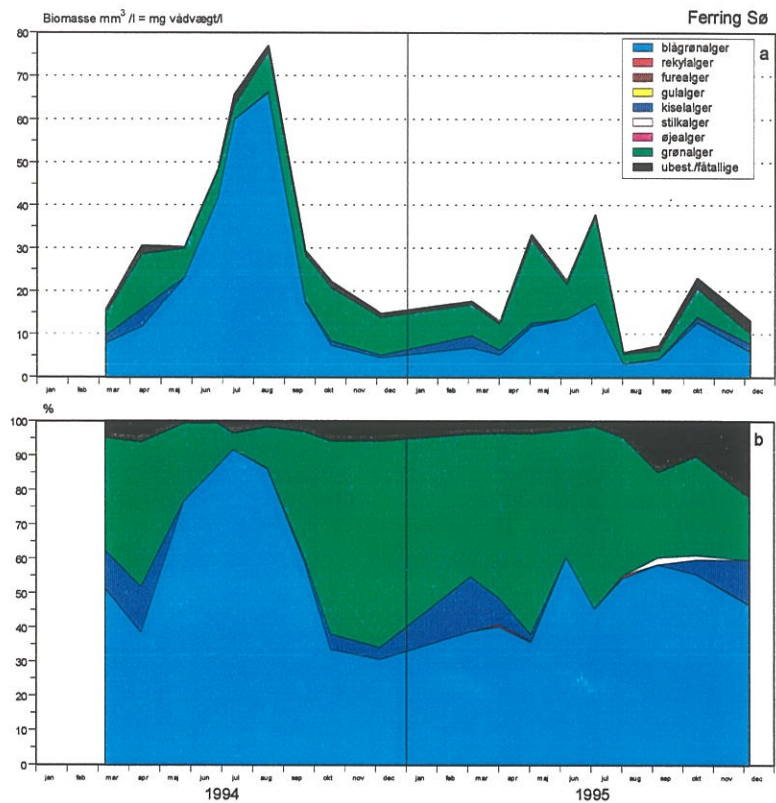 Biomasse mm³ /l = mg vådvægt/l
Ferring Sø
80
70
60
50
40
30
20
10
0
a
blågrønalger
rekylalger
furealger
gulalger
kiselalger
stilkalger
øjealger
grønalger
ubest./fåtallige
jan feb mar apr maj jun jul aug sep okt nov dec jan feb mar apr maj jun jul aug sep okt nov dec
%
100
90
80
70
60
50
40
30
20
10
0
b
jan feb mar apr maj jun jul aug sep okt nov dec jan feb mar apr maj jun jul aug sep okt nov dec
1994 1995